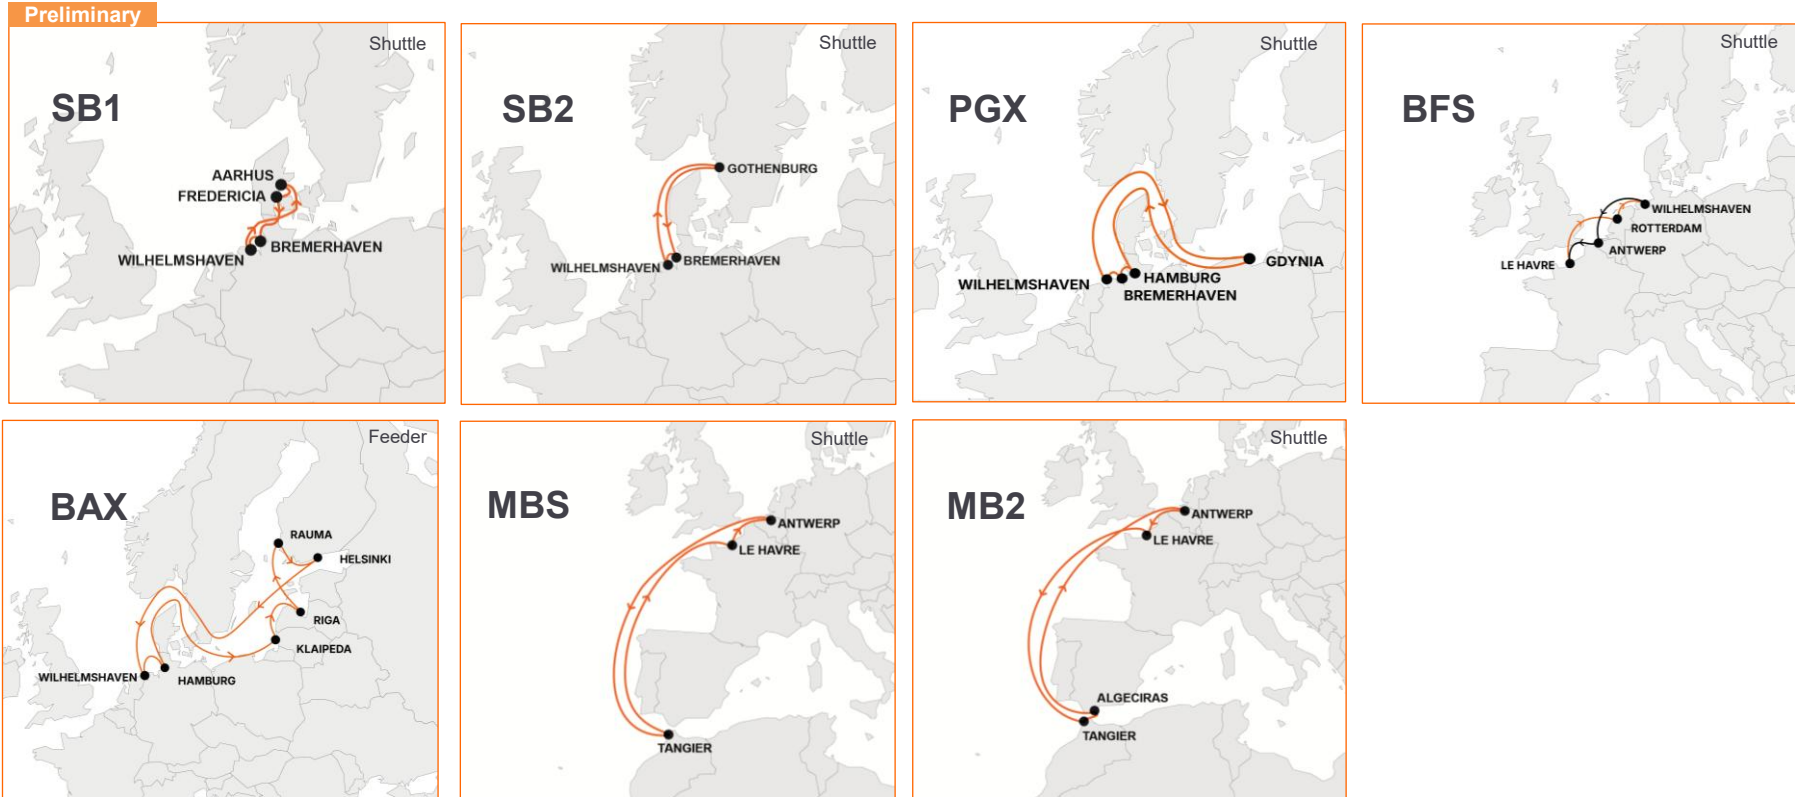 Preliminary
Shuttle
SB1
AARHUS
FREDERICIA
BREMERHAVEN
WILHELMSHAVEN
Shuttle
SB2
GOTHENBURG
BREMERHAVEN
WILHELMSHAVEN
Shuttle
PGX
GDYNIA
HAMBURG
WILHELMSHAVEN
BREMERHAVEN
Shuttle
BFS
WILHELMSHAVEN
ROTTERDAM
ANTWERP
LE HAVRE
Feeder
BAX
RAUMA
HELSINKI
RIGA
KLAIPEDA
WILHELMSHAVEN
HAMBURG
Shuttle
MBS
ANTWERP
LE HAVRE
TANGIER
Shuttle
MB2
ANTWERP
LE HAVRE
ALGECIRAS
TANGIER